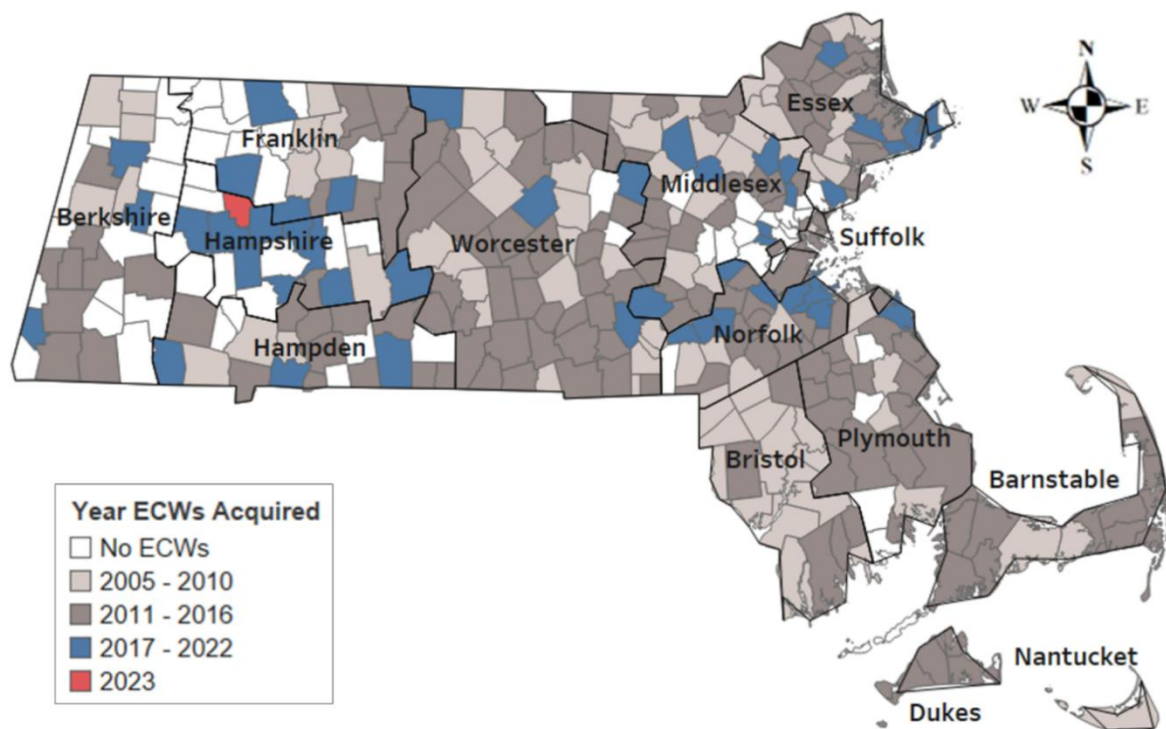 N
W E
S
Essex
Franklin
Middlesex
Berkshire
Hampshire
Worcester
Suffolk
Norfolk
Hampden
Plymouth
Bristol
Barnstable
Year ECWs Acquired
No ECWs
2005 - 2010
2011 - 2016
2017 - 2022
2023
Nantucket
Dukes